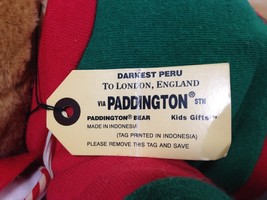 DARKEST PERU
TO LONDON, ENGLAND
VIA PADDINGTON® STN
PADDINGTON® BEAR Kids Gifts
MADE IN INDONESIA
(TAG PRINTED IN INDONESIA)
PLEASE REMOVE THIS TAG AND SAVE